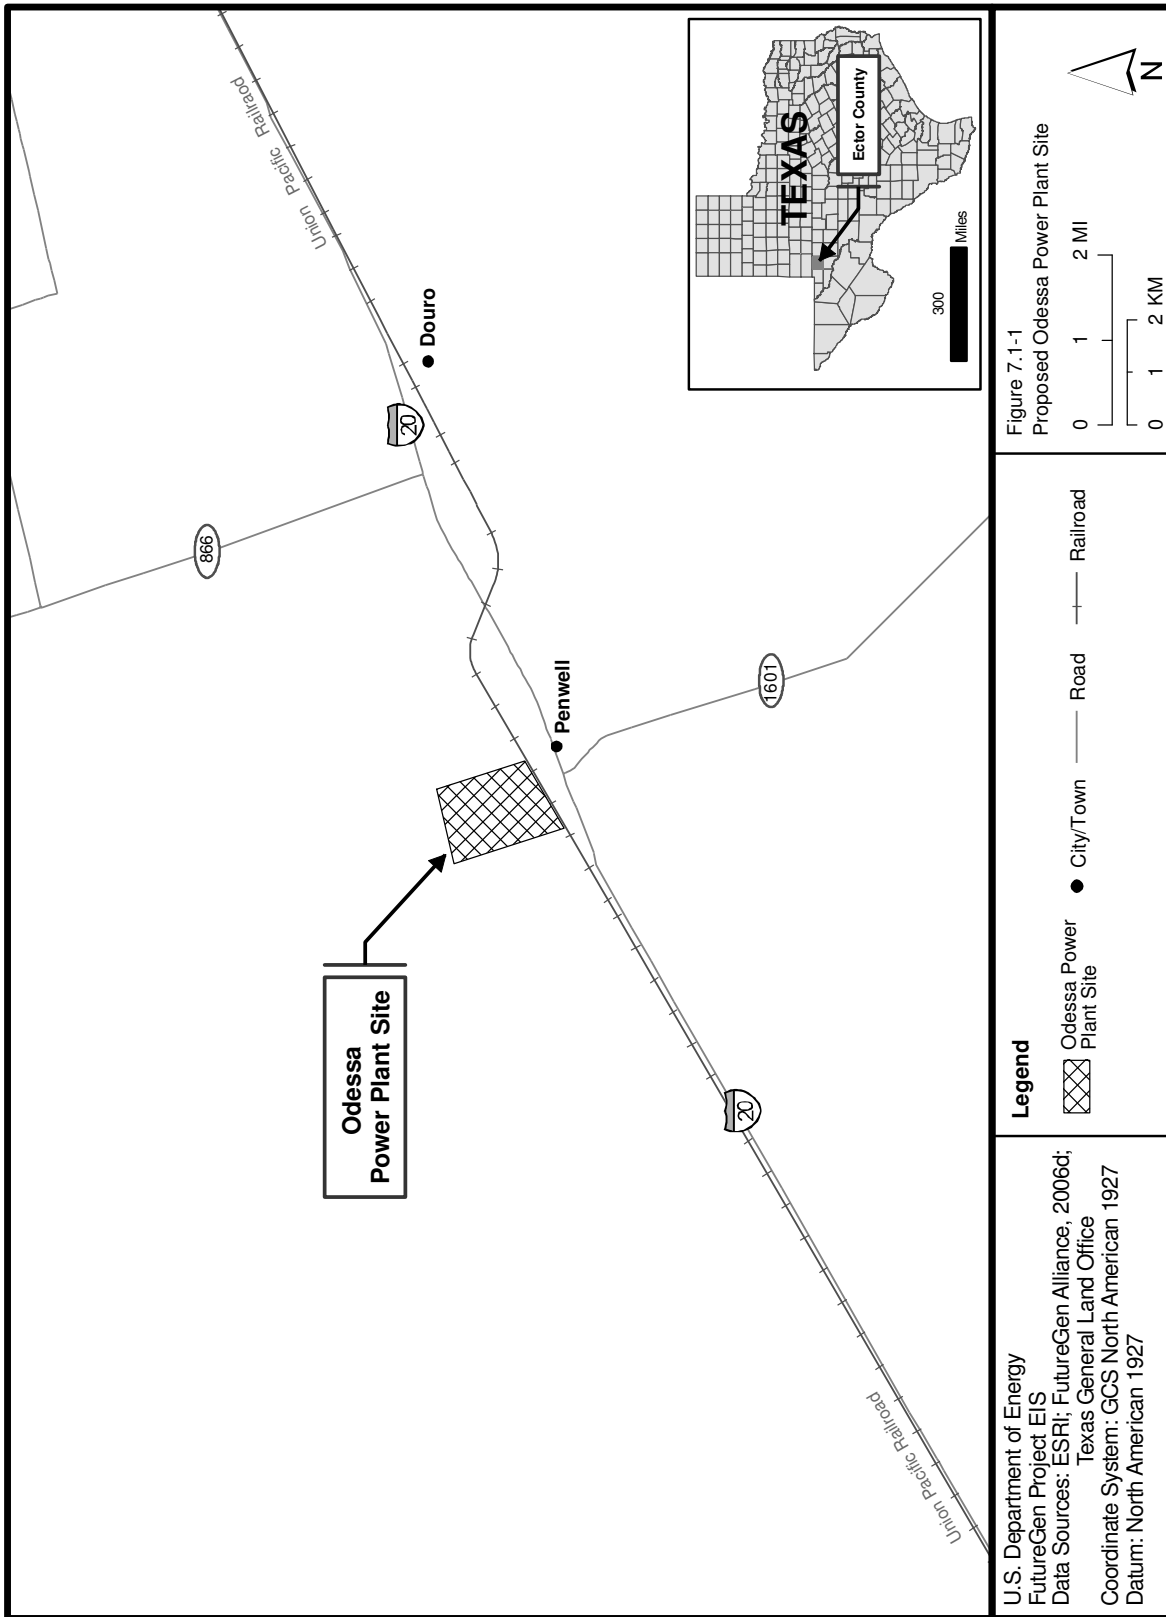 Union Pacific Railraod
866
20
Douro
Penwell
1601
Odessa
Power Plant Site
20
Union Pacific Railroad
TEXAS
Ector County
300
Miles
U.S. Department of Energy
FutureGen Project EIS
Data Sources: ESRI; FutureGen Alliance, 2006d;
Texas General Land Office
Coordinate System: GCS North American 1927
Datum: North American 1927
Legend
Odessa Power
Plant Site
City/Town
Road
Railroad
Figure 7.1-1
Proposed Odessa Power Plant Site
0 1 2 MI
0 1 2 KM
N